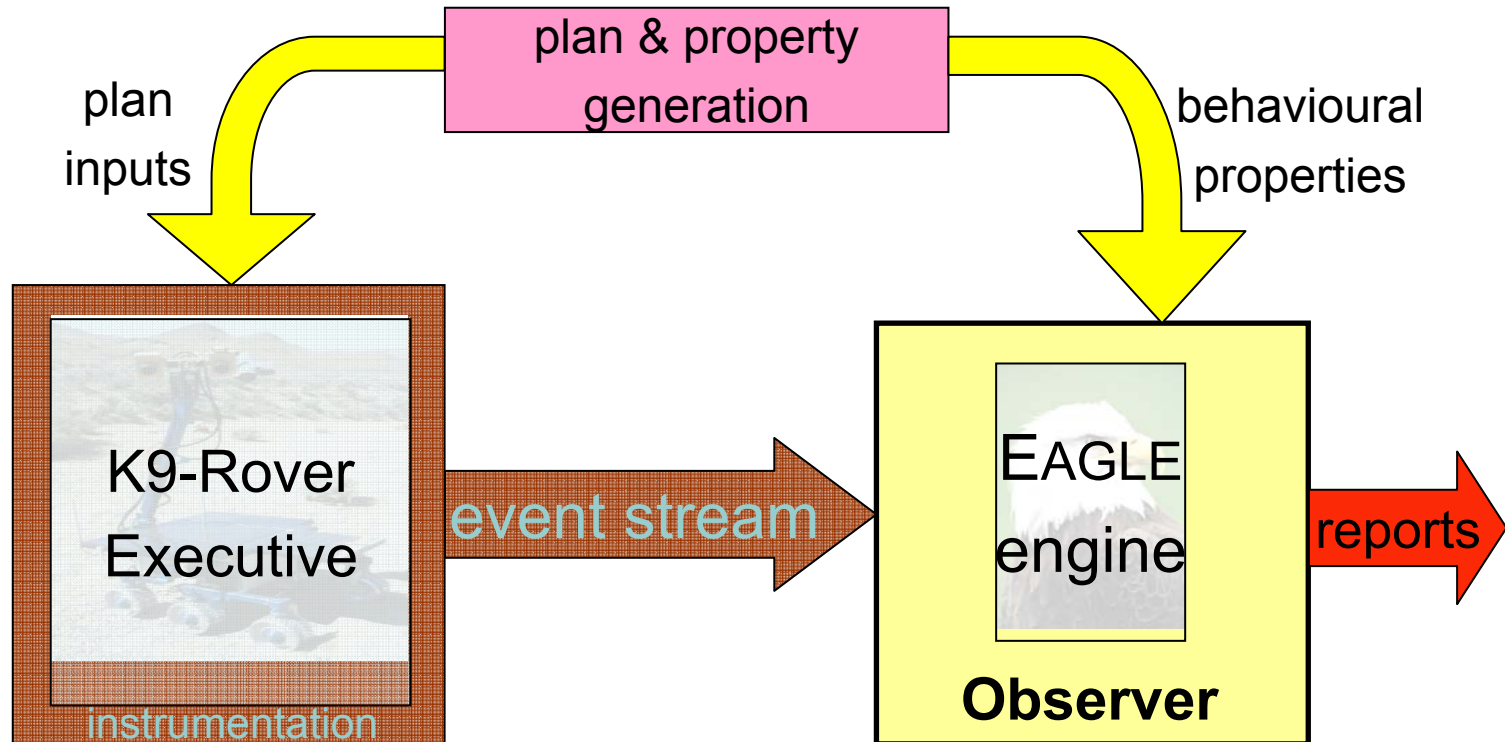 plan & property
generation
plan
inputs
behavioural
properties
K9-Rover
Executive
instrumentation
event stream
EAGLE
engine
Observer
reports